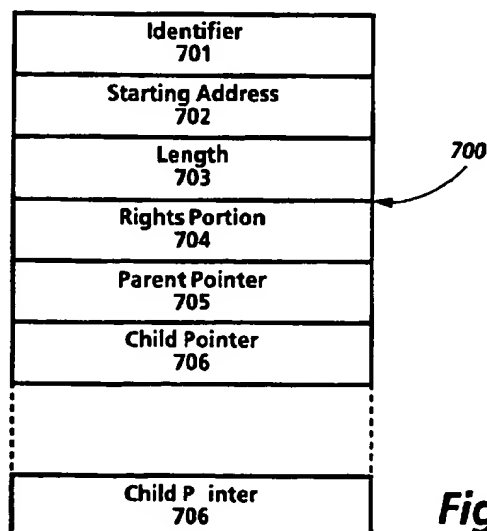 Identifier
701
Starting Address
702
Length
703
700
Rights Portion
704
Parent Pointer
705
Child Pointer
706
Child P inter
706
Fig